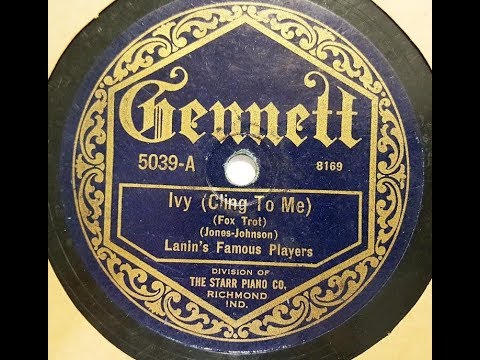 Gennett
5039-A 8169
Ivy (Cling To Me)
(Fox Trot)
(Jones-Johnson)
Lanin's Famous Players
DIVISION OF
THE STARR PIANO CO.
RICHMOND
IND.